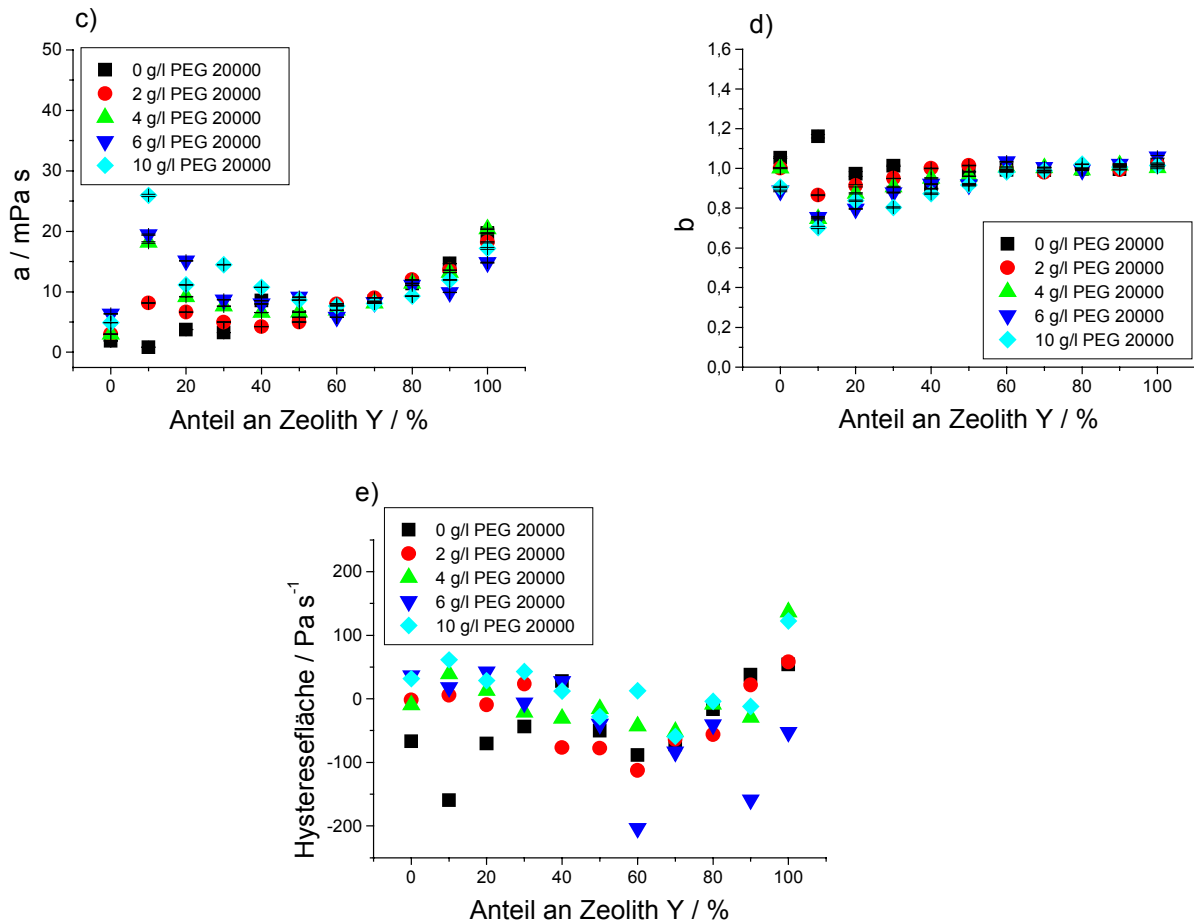 c)
50
40
30
20
10
0
a / mPa s
0 g/l PEG 20000
2 g/l PEG 20000
4 g/l PEG 20000
6 g/l PEG 20000
10 g/l PEG 20000
0 20 40 60 80 100
Anteil an Zeolith Y / %
d)
1,6
1,4
1,2
1,0
0,8
0,6
0,4
0,2
0,0
b
0 g/l PEG 20000
2 g/l PEG 20000
4 g/l PEG 20000
6 g/l PEG 20000
10 g/l PEG 20000
0 20 40 60 80 100
Anteil an Zeolith Y / %
e)
0 g/l PEG 20000
2 g/l PEG 20000
4 g/l PEG 20000
6 g/l PEG 20000
10 g/l PEG 20000
200
100
0
-100
-200
Hysteresefläche / Pa s⁻¹
0 20 40 60 80 100
Anteil an Zeolith Y / %